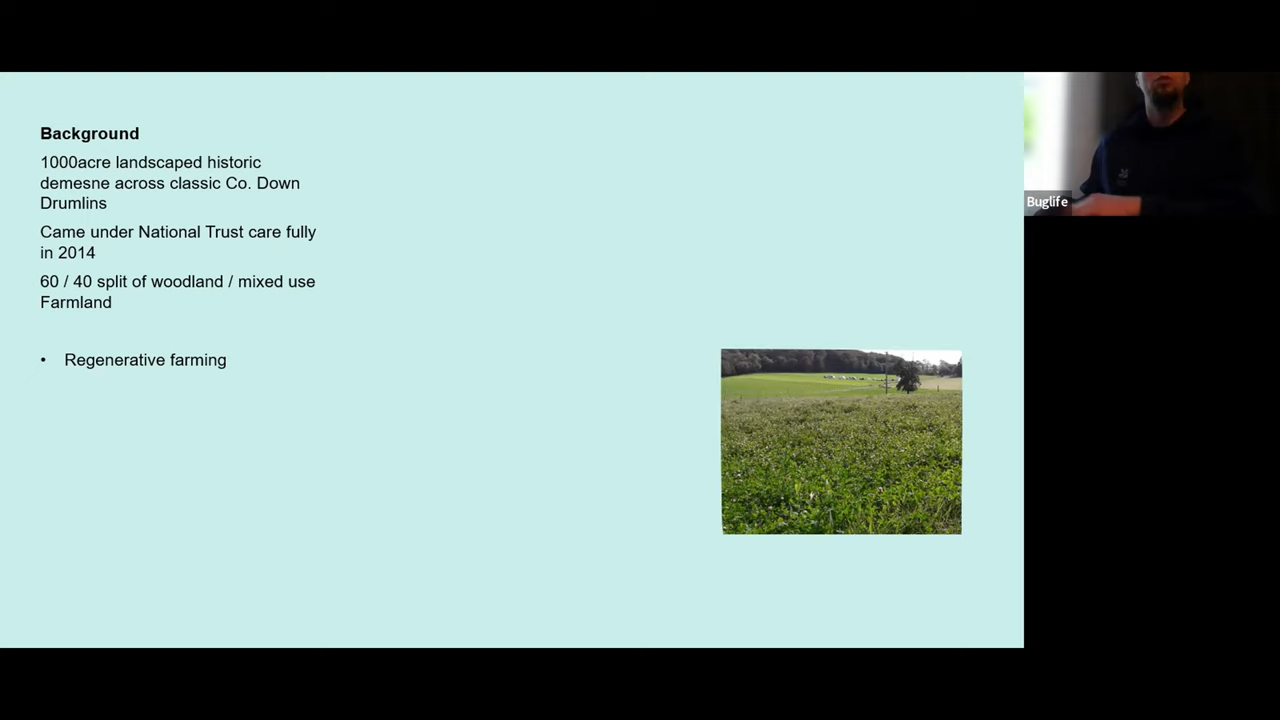 Background
1000acre landscaped historic
demesne across classic Co. Down
Drumlins
Came under National Trust care fully
in 2014
60 / 40 split of woodland / mixed use
Farmland
• Regenerative farming
Buglife